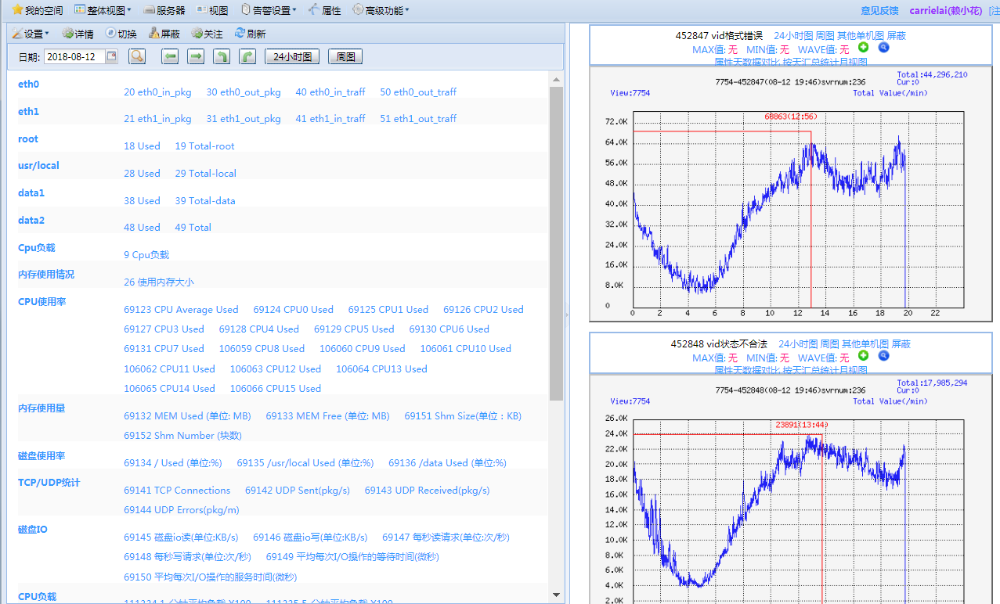 我的空间 整体视图 服务器 视图 告警设置 属性 高级功能 意见反馈 carrielai(赖小花) [注
设置 详情 切换 屏蔽 关注 刷新
日期: 2018-08-12 24小时图 周图
eth0
20 eth0_in_pkg 30 eth0_out_pkg 40 eth0_in_traff 50 eth0_out_traff
eth1
21 eth1_in_pkg 31 eth1_out_pkg 41 eth1_in_traff 51 eth1_out_traff
root
18 Used 19 Total-root
usr/local
28 Used 29 Total-local
data1
38 Used 39 Total-data
data2
48 Used 49 Total
Cpu负载
9 Cpu负载
内存使用情况
26 使用内存大小
CPU使用率
69123 CPU Average Used 69124 CPU0 Used 69125 CPU1 Used 69126 CPU2 Used
69127 CPU3 Used 69128 CPU4 Used 69129 CPU5 Used 69130 CPU6 Used
69131 CPU7 Used 106059 CPU8 Used 106060 CPU9 Used 106061 CPU10 Used
106062 CPU11 Used 106063 CPU12 Used 106064 CPU13 Used
106065 CPU14 Used 106066 CPU15 Used
内存使用量
69132 MEM Used (单位: MB) 69133 MEM Free (单位: MB) 69151 Shm Size(单位：KB)
69152 Shm Number (块数)
磁盘使用率
69134 / Used (单位:%) 69135 /usr/local Used (单位:%) 69136 /data Used (单位:%)
TCP/UDP统计
69141 TCP Connections 69142 UDP Sent(pkg/s) 69143 UDP Received(pkg/s)
69144 UDP Errors(pkg/m)
磁盘IO
69145 磁盘io读(单位:KB/s) 69146 磁盘io写(单位:KB/s) 69147 每秒读请求(单位:次/秒)
69148 每秒写请求(单位:次/秒) 69149 平均每次I/O操作的等待时间(微秒)
69150 平均每次I/O操作的服务时间(微秒)
CPU负载
452847 vid格式错误 24小时图 周图 其他单机图 屏蔽
MAX值: 无 MIN值: 无 WAVE值: 无
属性天数据对比 按天汇总统计月视图
Total:44,296,210
7754-452847(08-12 19:46)svrnum:236 Cur:0
View:7754 Total Value(/min)
68863(12:56)
72.0K
64.0K
56.0K
48.0K
40.0K
32.0K
24.0K
16.0K
8.0K
0
0 2 4 6 8 10 12 14 16 18 20 22
452848 vid状态不合法 24小时图 周图 其他单机图 屏蔽
MAX值: 无 MIN值: 无 WAVE值: 无
属性天数据对比 按天汇总统计月视图
Total:17,985,294
7754-452848(08-12 19:46)svrnum:236 Cur:0
View:7754 Total Value(/min)
26.0K
23891(13:44)
24.0K
22.0K
20.0K
18.0K
16.0K
14.0K
12.0K
10.0K
8.0K
6.0K
4.0K
2.0K